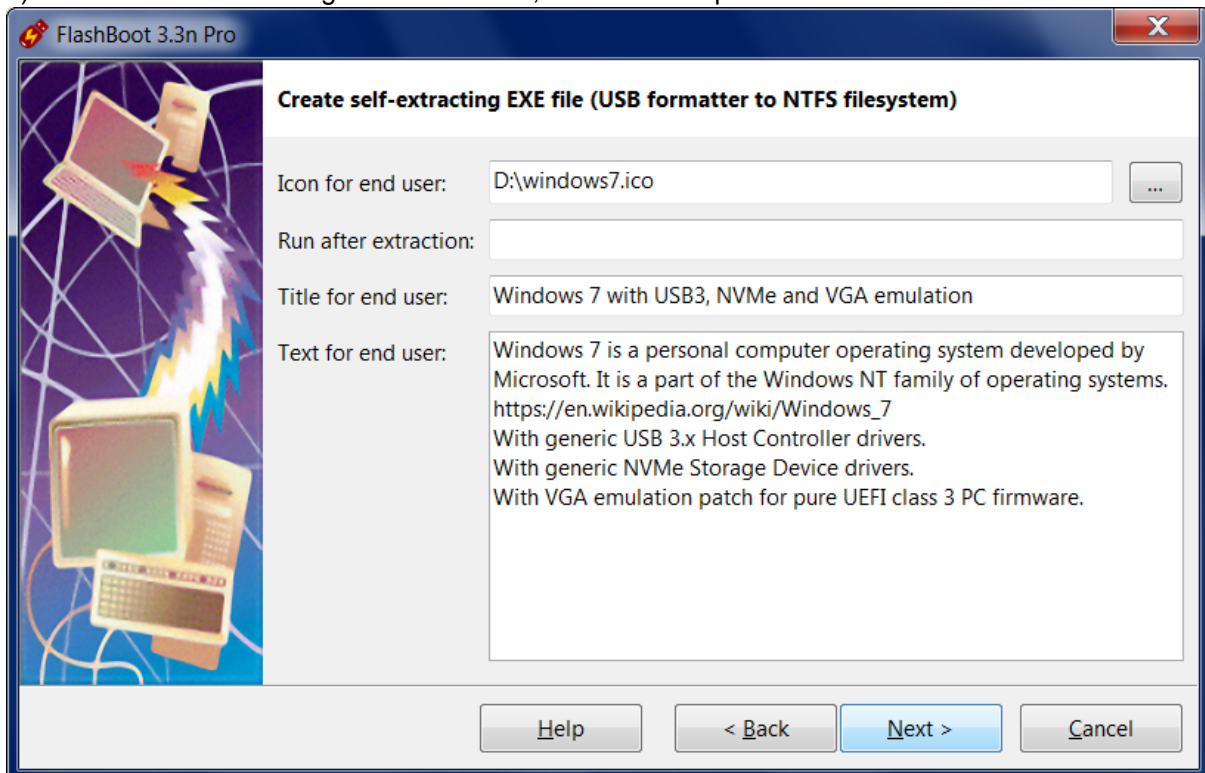 FlashBoot 3.3n Pro
Create self-extracting EXE file (USB formatter to NTFS filesystem)
Icon for end user: D:\windows7.ico ...
Run after extraction:
Title for end user: Windows 7 with USB3, NVMe and VGA emulation
Text for end user: Windows 7 is a personal computer operating system developed by
Microsoft. It is a part of the Windows NT family of operating systems.
https://en.wikipedia.org/wiki/Windows_7
With generic USB 3.x Host Controller drivers.
With generic NVMe Storage Device drivers.
With VGA emulation patch for pure UEFI class 3 PC firmware.
Help < Back Next > Cancel